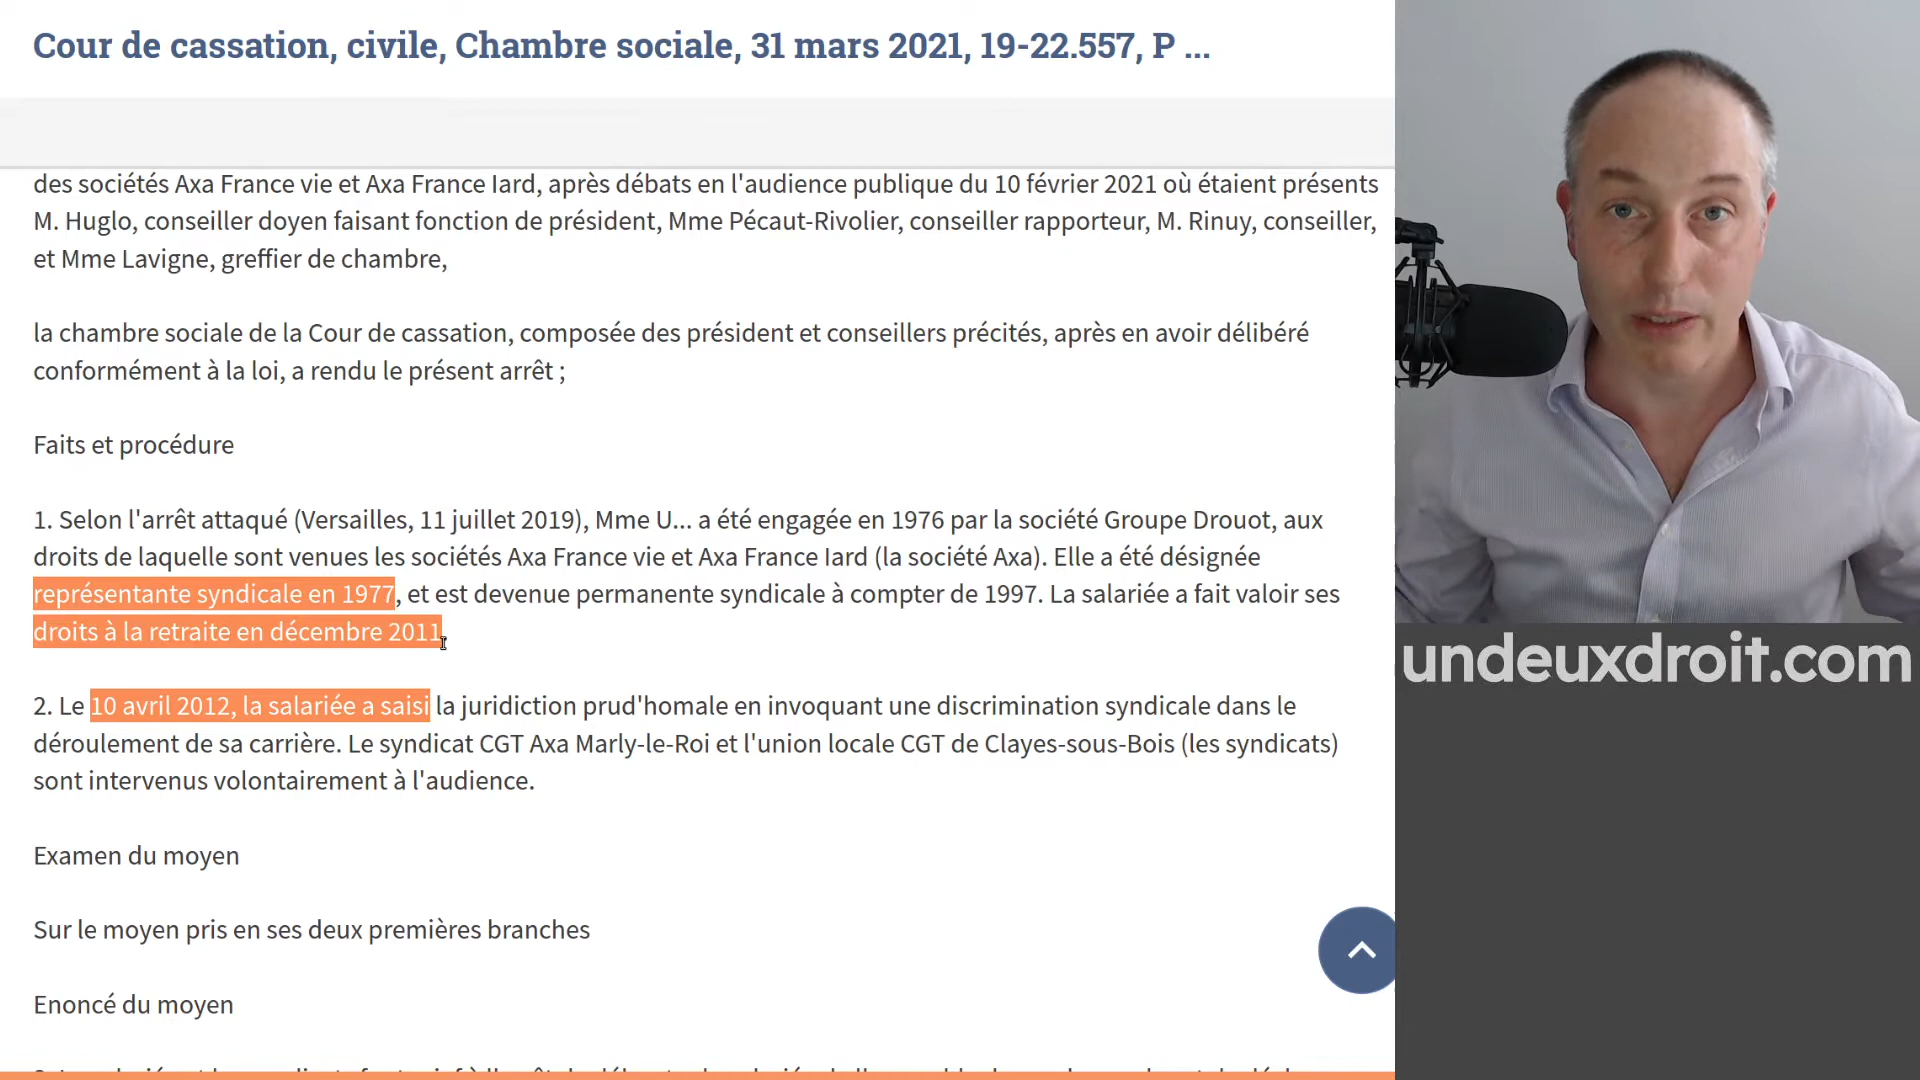 Cour de cassation, civile, Chambre sociale, 31 mars 2021, 19-22.557, P ...
des sociétés Axa France vie et Axa France Iard, après débats en l'audience publique du 10 février 2021 où étaient présents
M. Huglo, conseiller doyen faisant fonction de président, Mme Pécaut-Rivolier, conseiller rapporteur, M. Rinuy, conseiller,
et Mme Lavigne, greffier de chambre,
la chambre sociale de la Cour de cassation, composée des président et conseillers précités, après en avoir délibéré
conformément à la loi, a rendu le présent arrêt ;
Faits et procédure
1. Selon l'arrêt attaqué (Versailles, 11 juillet 2019), Mme U... a été engagée en 1976 par la société Groupe Drouot, aux
droits de laquelle sont venues les sociétés Axa France vie et Axa France Iard (la société Axa). Elle a été désignée
représentante syndicale en 1977, et est devenue permanente syndicale à compter de 1997. La salariée a fait valoir ses
droits à la retraite en décembre 2011
2. Le 10 avril 2012, la salariée a saisi la juridiction prud'homale en invoquant une discrimination syndicale dans le
déroulement de sa carrière. Le syndicat CGT Axa Marly-le-Roi et l'union locale CGT de Clayes-sous-Bois (les syndicats)
sont intervenus volontairement à l'audience.
Examen du moyen
Sur le moyen pris en ses deux premières branches
Enoncé du moyen
undeuxdroit.com